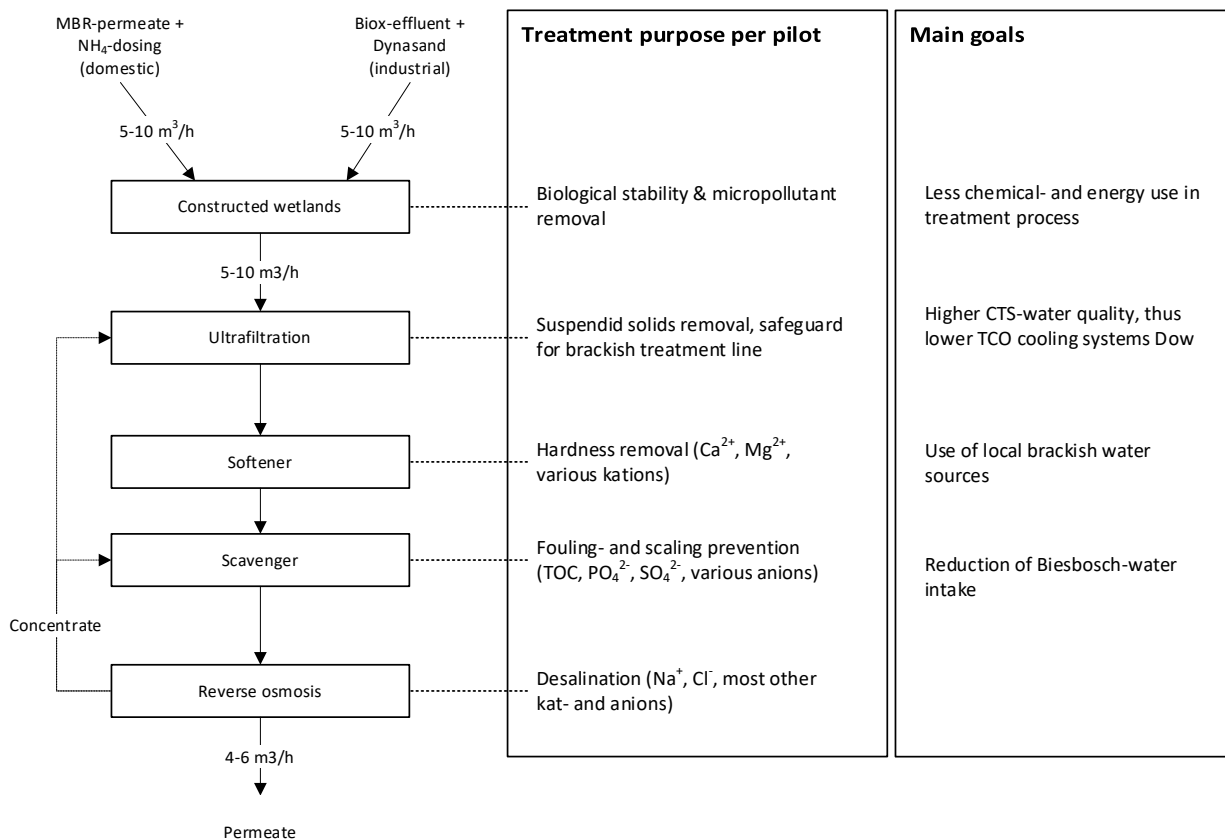 MBR-permeate +
NH₄-dosing
(domestic)
Biox-effluent +
Dynasand
(industrial)
5-10 m³/h
5-10 m³/h
Constructed wetlands
5-10 m3/h
Ultrafiltration
Softener
Scavenger
Concentrate
Reverse osmosis
4-6 m3/h
Permeate
Treatment purpose per pilot
Biological stability & micropollutant
removal
Suspendid solids removal, safeguard
for brackish treatment line
Hardness removal (Ca²⁺, Mg²⁺,
various kations)
Fouling- and scaling prevention
(TOC, PO₄²⁻, SO₄²⁻, various anions)
Desalination (Na⁺, Cl⁻, most other
kat- and anions)
Main goals
Less chemical- and energy use in
treatment process
Higher CTS-water quality, thus
lower TCO cooling systems Dow
Use of local brackish water
sources
Reduction of Biesbosch-water
intake